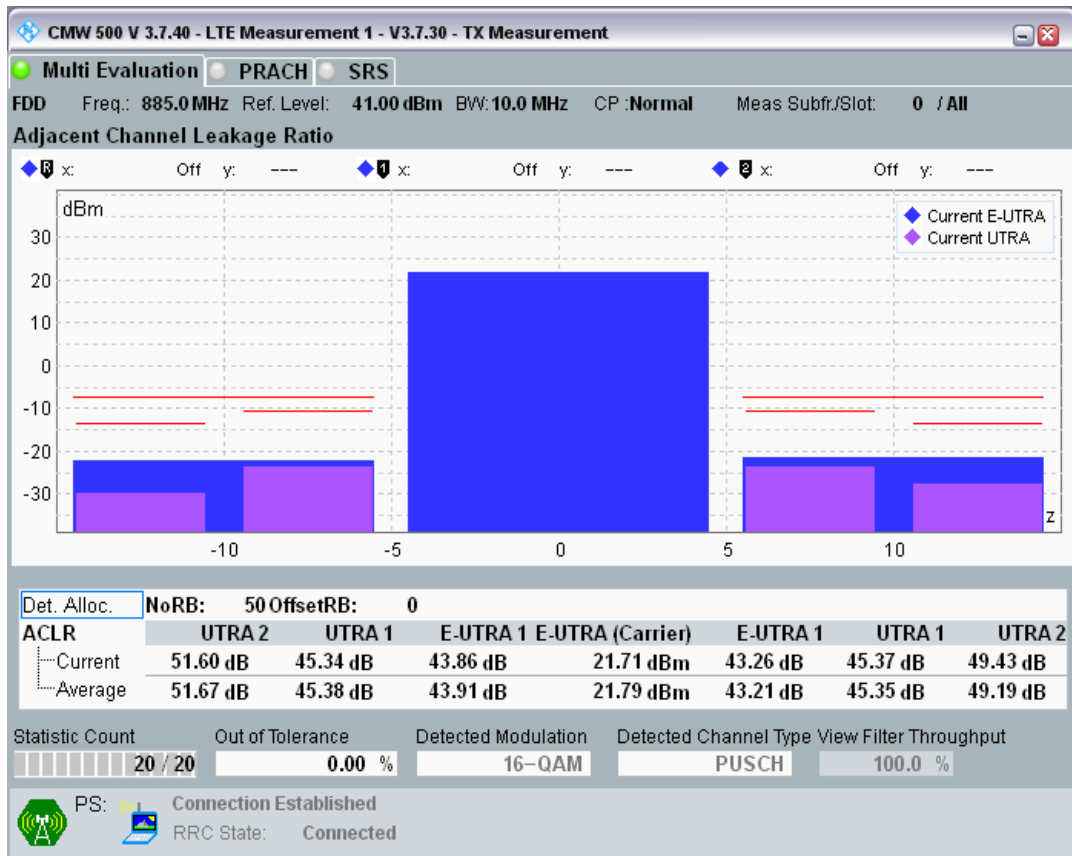 CMW 500 V 3.7.40 - LTE Measurement 1 - V3.7.30 - TX Measurement
Multi Evaluation PRACH SRS
FDD Freq.: 885.0 MHz Ref. Level: 41.00 dBm BW: 10.0 MHz CP :Normal Meas Subfr./Slot: 0 / All
Adjacent Channel Leakage Ratio
R x: Off y: --- 1 x: Off y: --- 2 x: Off y: ---
dBm
Current E-UTRA
Current UTRA
30
20
10
0
-10
-20
-30
z
-10 -5 0 5 10
Det. Alloc. NoRB: 50 OffsetRB: 0
ACLR UTRA 2 UTRA 1 E-UTRA 1 E-UTRA (Carrier) E-UTRA 1 UTRA 1 UTRA 2
Current 51.60 dB 45.34 dB 43.86 dB 21.71 dBm 43.26 dB 45.37 dB 49.43 dB
Average 51.67 dB 45.38 dB 43.91 dB 21.79 dBm 43.21 dB 45.35 dB 49.19 dB
Statistic Count Out of Tolerance Detected Modulation Detected Channel Type View Filter Throughput
20 / 20 0.00 % 16-QAM PUSCH 100.0 %
PS: Connection Established
RRC State: Connected